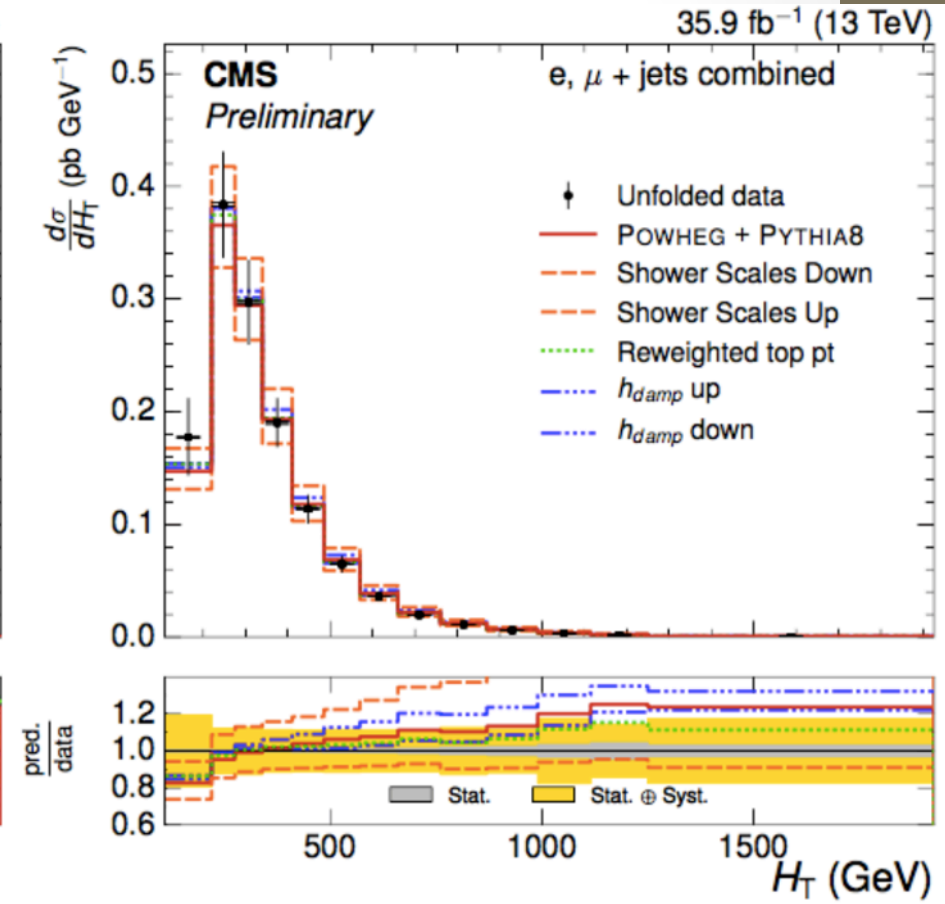 35.9 fb⁻¹ (13 TeV)
CMS
Preliminary
e, μ + jets combined
dσ/dH_T (pb GeV⁻¹)
0.5
0.4
0.3
0.2
0.1
0.0
Unfolded data
POWHEG + PYTHIA8
Shower Scales Down
Shower Scales Up
Reweighted top pt
h_damp up
h_damp down
pred./data
1.2
1.0
0.8
0.6
Stat.
Stat. ⊕ Syst.
500
1000
1500
H_T (GeV)